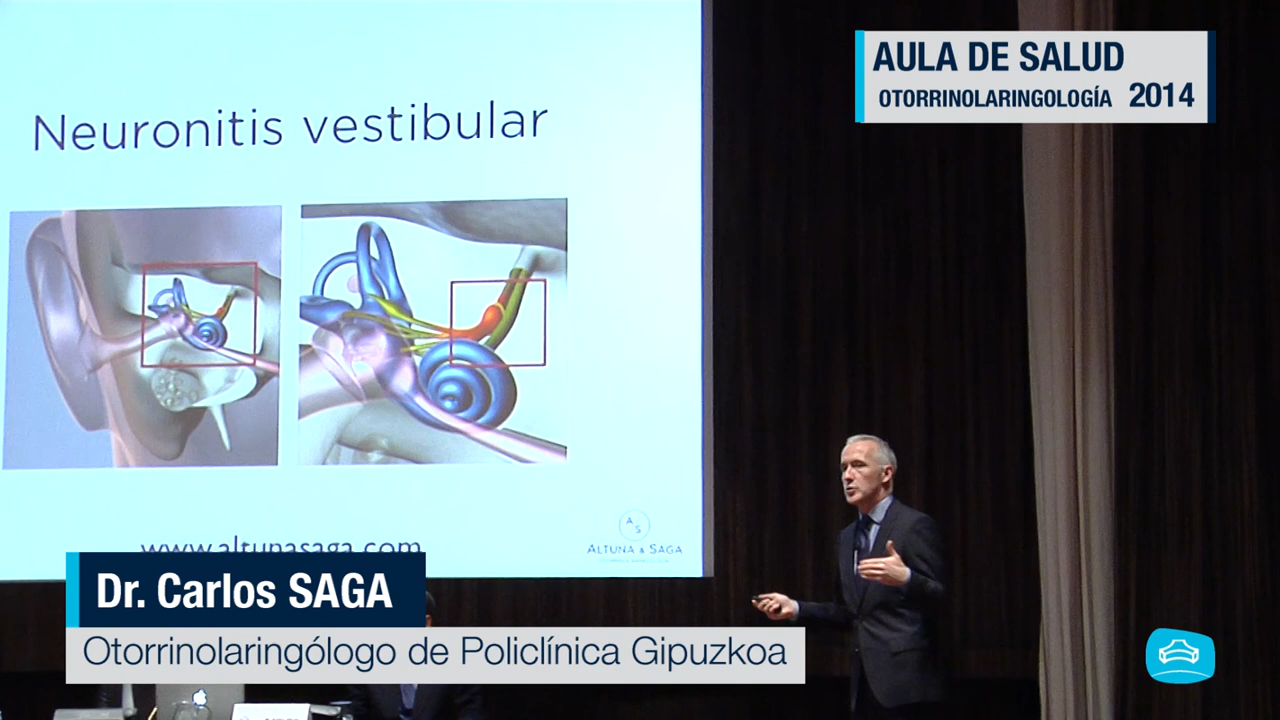 AULA DE SALUD
OTORRINOLARINGOLOGÍA 2014
Neuronitis vestibular
www.altunasaga.com
A S
ALTUNA & SAGA
Dr. Carlos SAGA
Otorrinolaringólogo de Policlínica Gipuzkoa